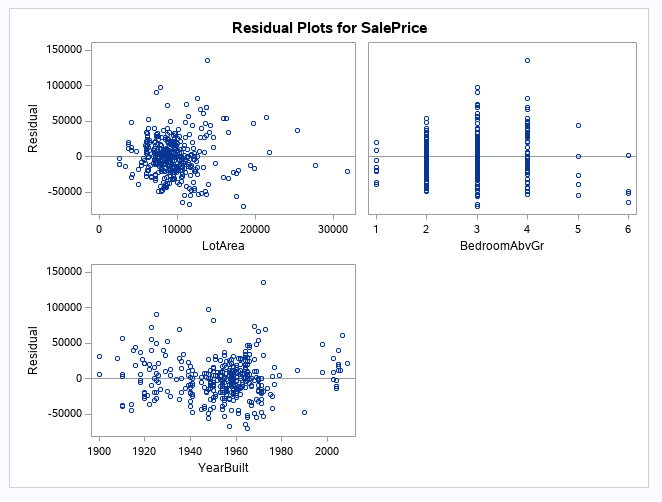 Residual Plots for SalePrice
150000
100000
50000
0
-50000
Residual
0 10000 20000 30000
LotArea
1 2 3 4 5 6
BedroomAbvGr
150000
100000
50000
0
-50000
Residual
1900 1920 1940 1960 1980 2000
YearBuilt